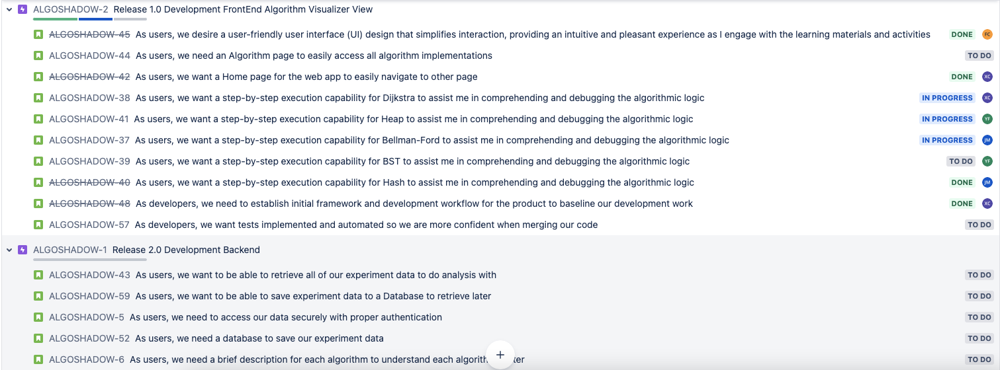 ALGOSHADOW-2 Release 1.0 Development FrontEnd Algorithm Visualizer View
ALGOSHADOW-45 As users, we desire a user-friendly user interface (UI) design that simplifies interaction, providing an intuitive and pleasant experience as I engage with the learning materials and activities DONE FC
ALGOSHADOW-44 As users, we need an Algorithm page to easily access all algorithm implementations TO DO
ALGOSHADOW-42 As users, we want a Home page for the web app to easily navigate to other page DONE XC
ALGOSHADOW-38 As users, we want a step-by-step execution capability for Dijkstra to assist me in comprehending and debugging the algorithmic logic IN PROGRESS XC
ALGOSHADOW-41 As users, we want a step-by-step execution capability for Heap to assist me in comprehending and debugging the algorithmic logic IN PROGRESS YF
ALGOSHADOW-37 As users, we want a step-by-step execution capability for Bellman-Ford to assist me in comprehending and debugging the algorithmic logic IN PROGRESS JM
ALGOSHADOW-39 As users, we want a step-by-step execution capability for BST to assist me in comprehending and debugging the algorithmic logic TO DO YF
ALGOSHADOW-40 As users, we want a step-by-step execution capability for Hash to assist me in comprehending and debugging the algorithmic logic DONE JM
ALGOSHADOW-48 As developers, we need to establish initial framework and development workflow for the product to baseline our development work DONE XC
ALGOSHADOW-57 As developers, we want tests implemented and automated so we are more confident when merging our code TO DO
ALGOSHADOW-1 Release 2.0 Development Backend
ALGOSHADOW-43 As users, we want to be able to retrieve all of our experiment data to do analysis with TO DO
ALGOSHADOW-59 As users, we want to be able to save experiment data to a Database to retrieve later TO DO
ALGOSHADOW-5 As users, we need to access our data securely with proper authentication TO DO
ALGOSHADOW-52 As users, we need a database to save our experiment data TO DO
ALGOSHADOW-6 As users, we need a brief description for each algorithm to understand each TO DO